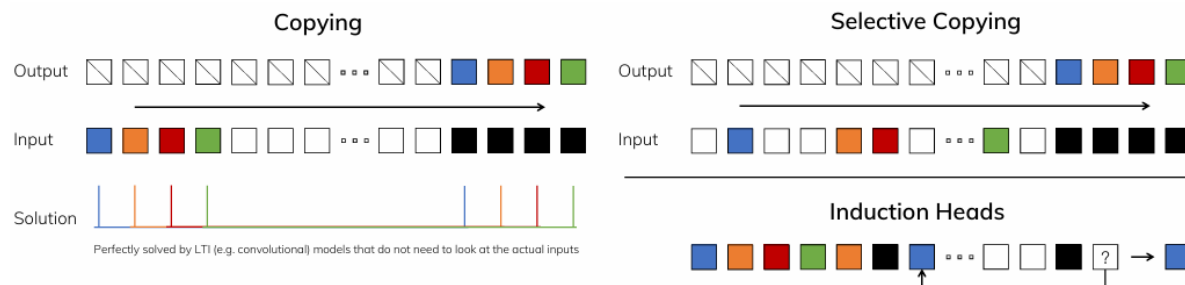 Copying
Output
Input
Solution
Perfectly solved by LTI (e.g. convolutional) models that do not need to look at the actual inputs
Selective Copying
Output
Input
Induction Heads
?